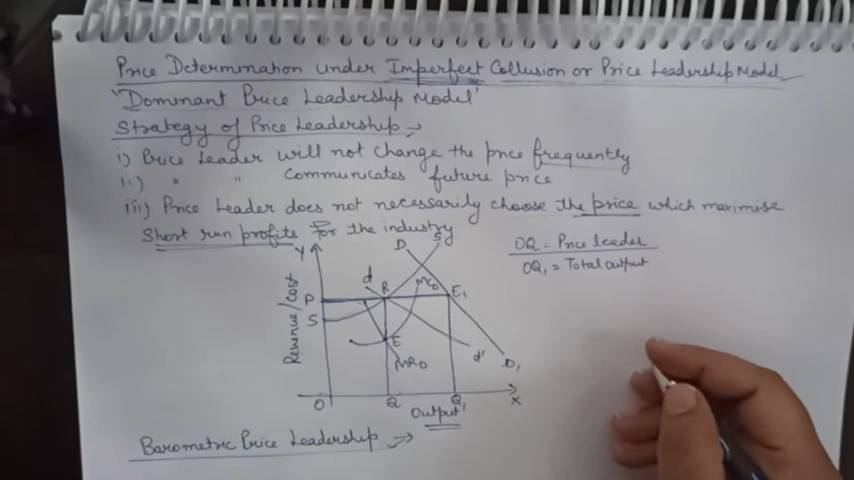 Price Determination under Imperfect Collusion or Price Leadership Model
'Dominant Price Leadership Model'
Strategy of Price Leadership →
i) Price Leader will not change the price frequently
ii) " " Communicates future price
iii) Price Leader does not necessarily choose the price which maximise
Short run profits for the industry
OQ = Price leader
OQ1 = Total output
Y
D
S
d
R
MCD
E1
P
S
Revenue/Cost
E
MRD
d'
D1
O
Q
Q1
X
Output
Barometric Price Leadership →